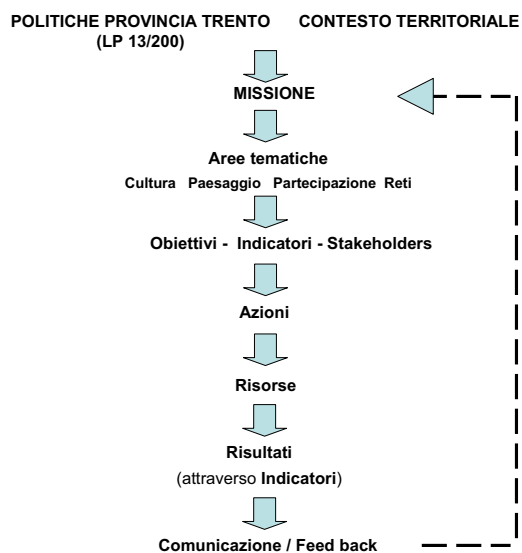 POLITICHE PROVINCIA TRENTO CONTESTO TERRITORIALE
(LP 13/200)
MISSIONE
Aree tematiche
Cultura Paesaggio Partecipazione Reti
Obiettivi - Indicatori - Stakeholders
Azioni
Risorse
Risultati
(attraverso Indicatori)
Comunicazione / Feed back